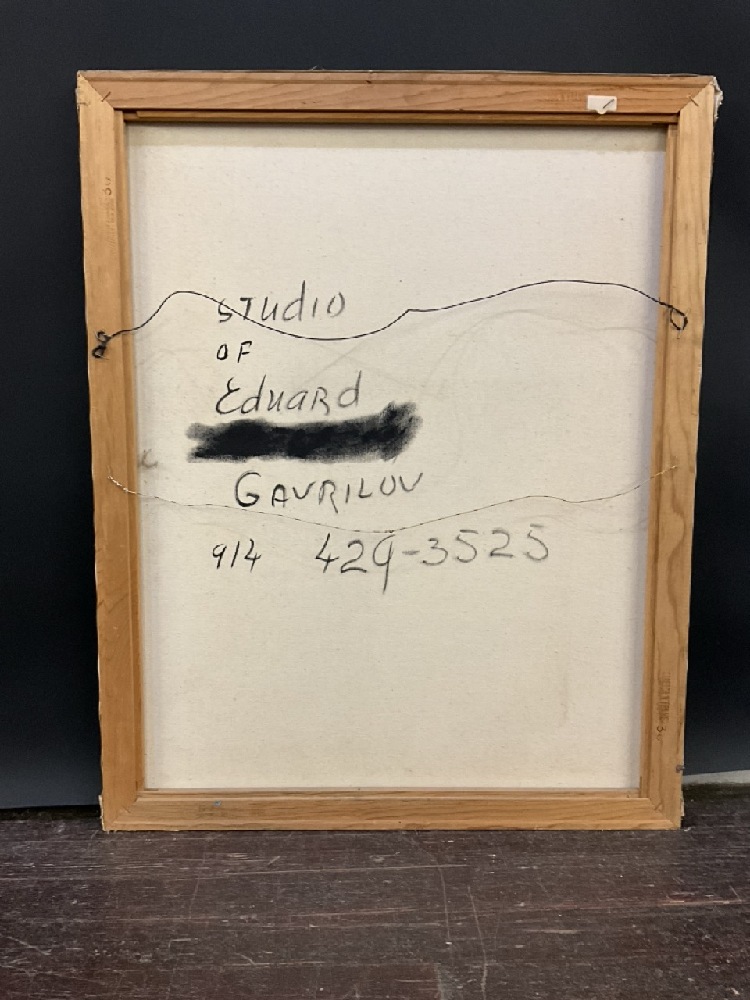 STUDIO
OF
Eduard
GAVRILOV
914 429-3525